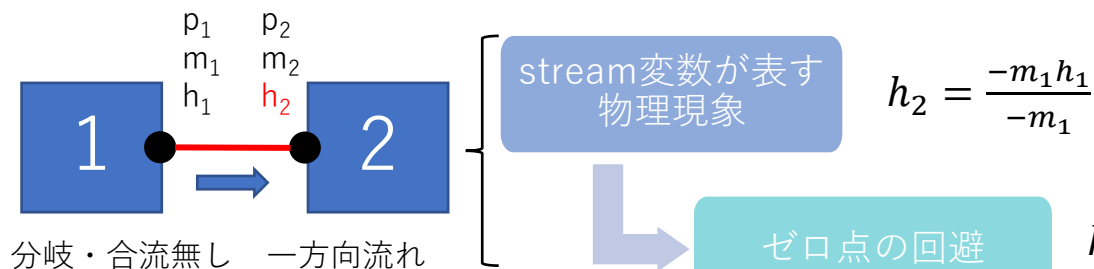 p₁ p₂
m₁ m₂
h₁ h₂
1
2
分岐・合流無し 一方向流れ
stream変数が表す
物理現象
h₂ = −m₁h₁ / −m₁
ゼロ点の回避